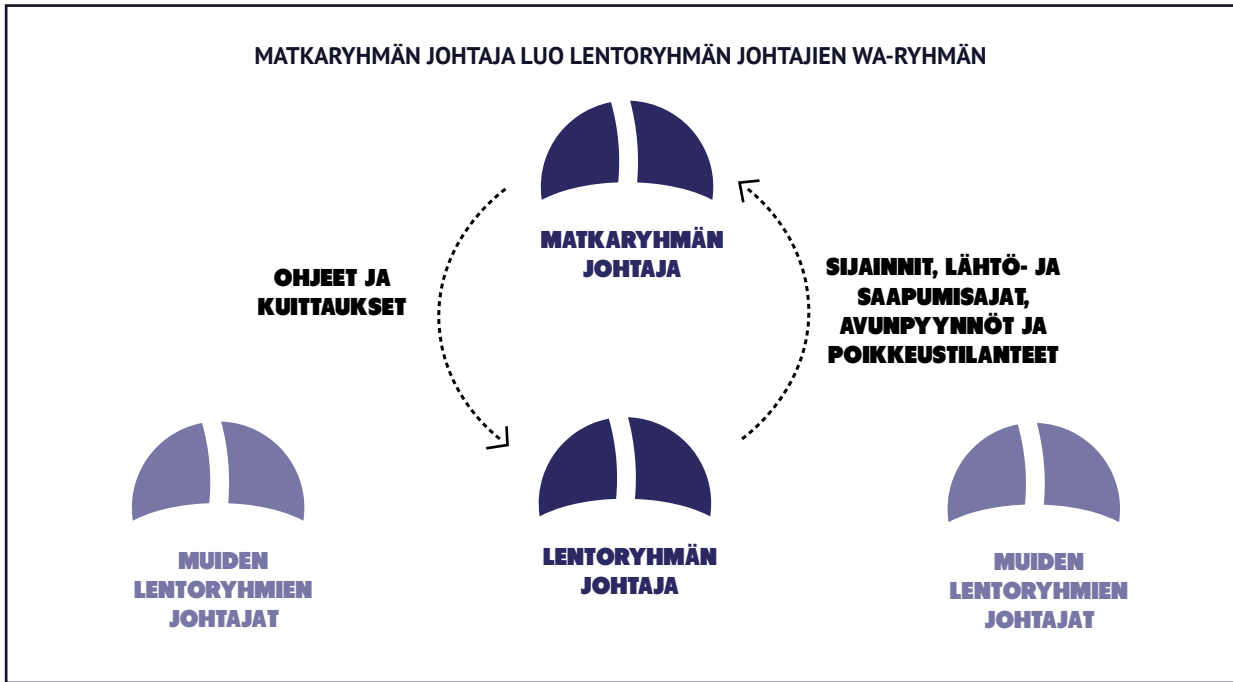 MATKARYHMÄN JOHTAJA LUO LENTORYHMÄN JOHTAJIEN WA-RYHMÄN
MATKARYHMÄN
JOHTAJA
OHJEET JA
KUITTAUKSET
SIJAINNIT, LÄHTÖ- JA
SAAPUMISAJAT,
AVUNPYYNNÖT JA
POIKKEUSTILANTEET
MUIDEN
LENTORYHMIEN
JOHTAJAT
LENTORYHMÄN
JOHTAJA
MUIDEN
LENTORYHMIEN
JOHTAJAT